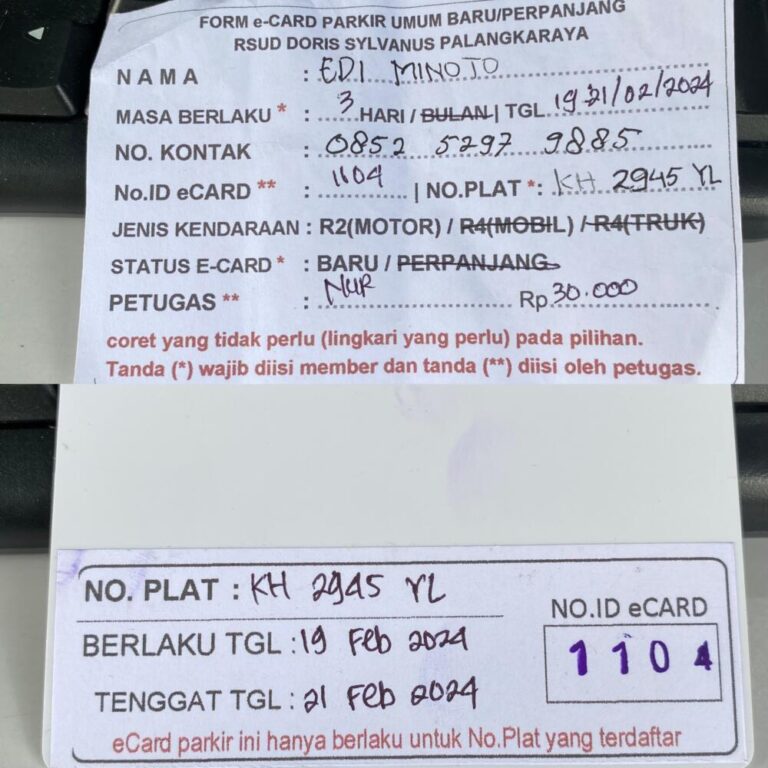 FORM e-CARD PARKIR UMUM BARU/PERPANJANG
RSUD DORIS SYLVANUS PALANGKARAYA
NAMA : EDI MINOTO
MASA BERLAKU * : 3 HARI / BULAN | TGL 19-21/02/2024
NO. KONTAK : 0852 5297 9885
No.ID eCARD ** : 1104 | NO.PLAT *: KH 2945 YL
JENIS KENDARAAN : R2(MOTOR) / R4(MOBIL) / R4(TRUK)
STATUS E-CARD * : BARU / PERPANJANG
PETUGAS ** : NUR Rp.30.000
coret yang tidak perlu (lingkari yang perlu) pada pilihan.
Tanda (*) wajib diisi member dan tanda (**) diisi oleh petugas.
NO. PLAT : KH 2945 YL
BERLAKU TGL : 19 Feb 2024
TENGGAT TGL : 21 Feb 2024
NO.ID eCARD
1104
eCard parkir ini hanya berlaku untuk No.Plat yang terdaftar